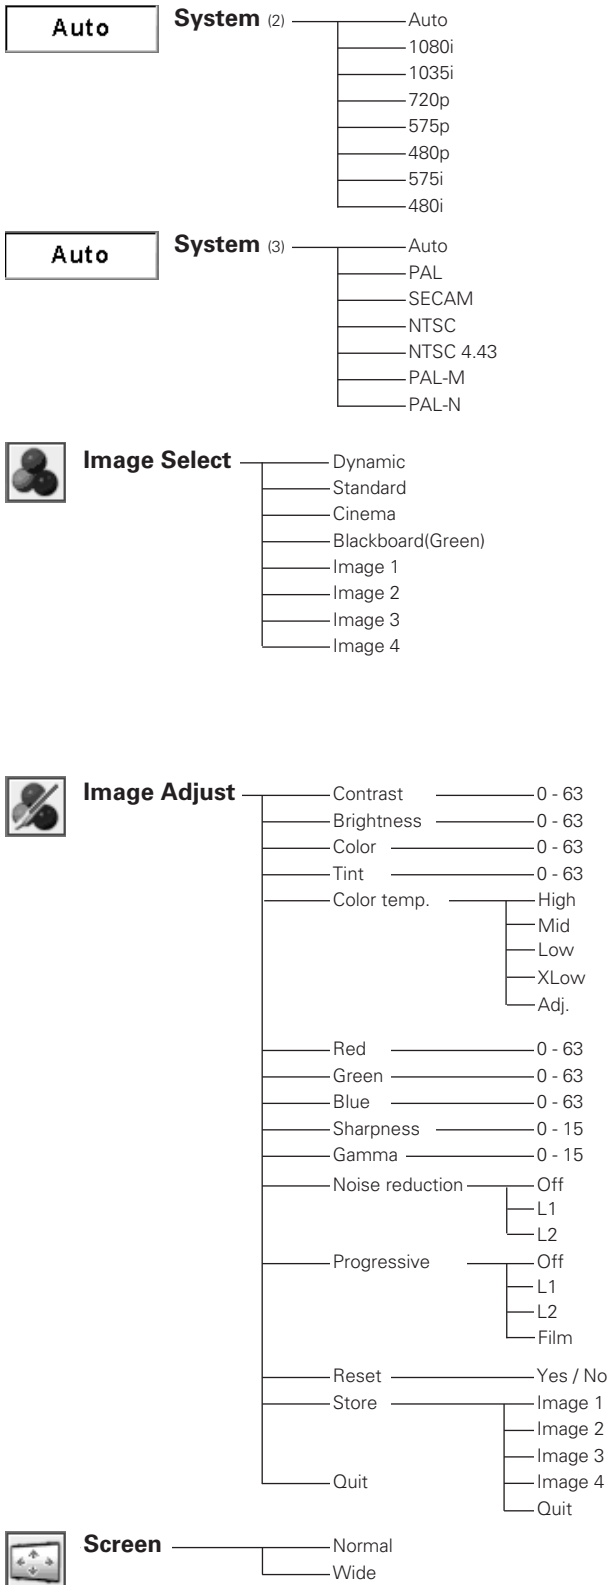 Auto
System (2)
Auto
1080i
1035i
720p
575p
480p
575i
480i
Auto
System (3)
Auto
PAL
SECAM
NTSC
NTSC 4.43
PAL-M
PAL-N
Image Select
Dynamic
Standard
Cinema
Blackboard(Green)
Image 1
Image 2
Image 3
Image 4
Image Adjust
Contrast 0 - 63
Brightness 0 - 63
Color 0 - 63
Tint 0 - 63
Color temp. High
Mid
Low
XLow
Adj.
Red 0 - 63
Green 0 - 63
Blue 0 - 63
Sharpness 0 - 15
Gamma 0 - 15
Noise reduction Off
L1
L2
Progressive Off
L1
L2
Film
Reset Yes / No
Store Image 1
Image 2
Image 3
Quit Image 4
Quit
Screen
Normal
Wide